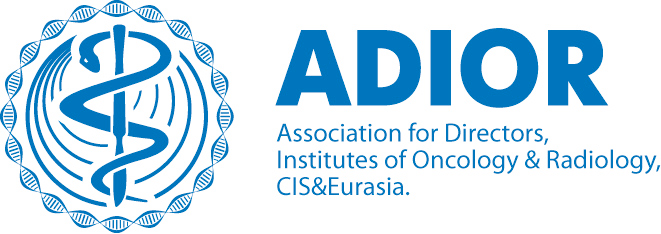 ADIOR
Association for Directors,
Institutes of Oncology & Radiology,
CIS&Eurasia.